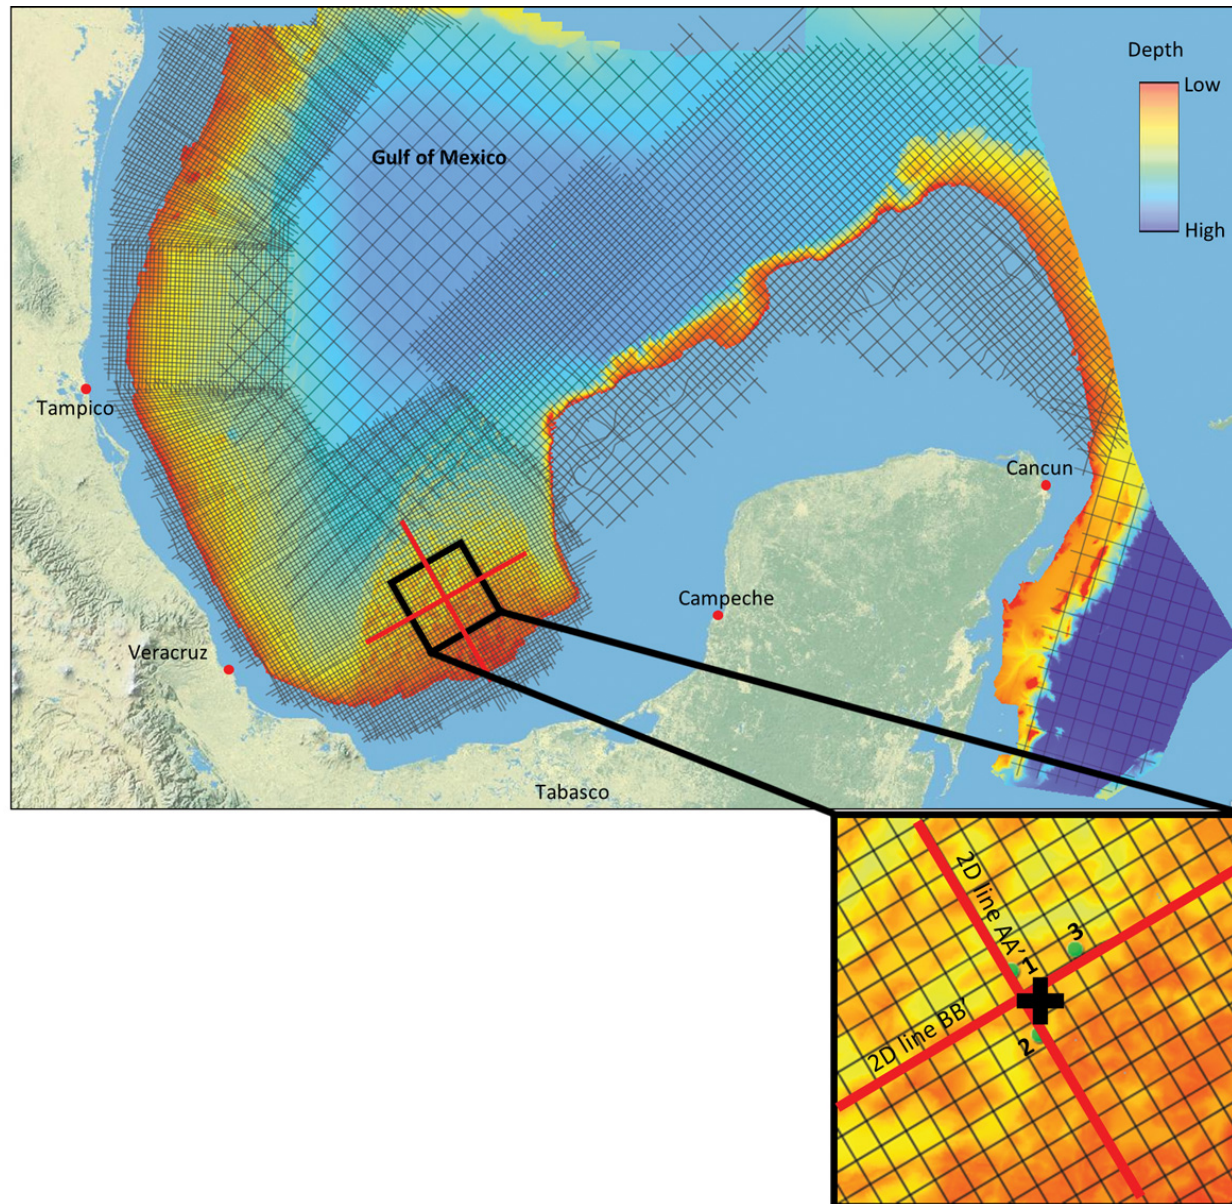 Depth
Low
High
Gulf of Mexico
Tampico
Cancun
Campeche
Veracruz
Tabasco
2D line AA'
1
3
2D line BB'
2